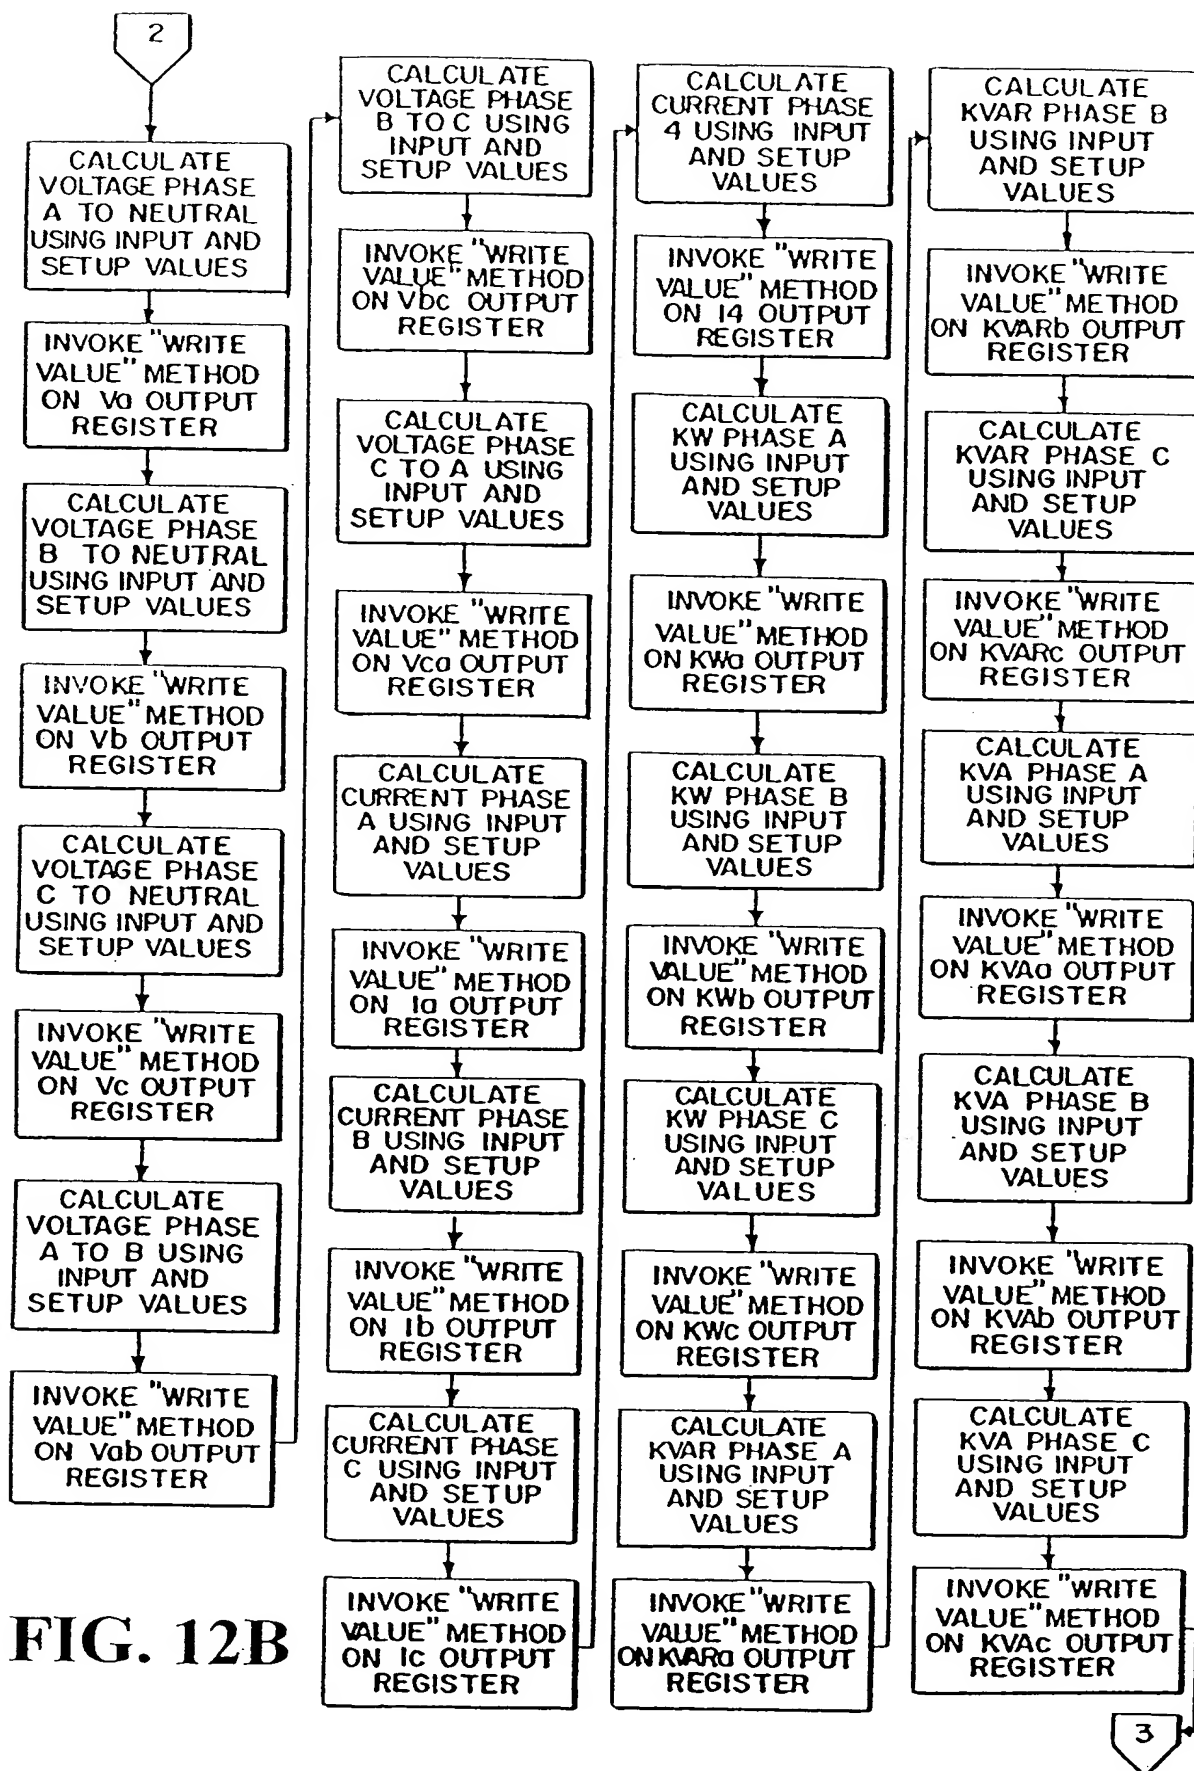 2
CALCULATE
VOLTAGE PHASE
A TO NEUTRAL
USING INPUT AND
SETUP VALUES
INVOKE "WRITE
VALUE" METHOD
ON Va OUTPUT
REGISTER
CALCULATE
VOLTAGE PHASE
B TO NEUTRAL
USING INPUT AND
SETUP VALUES
INVOKE "WRITE
VALUE" METHOD
ON Vb OUTPUT
REGISTER
CALCULATE
VOLTAGE PHASE
C TO NEUTRAL
USING INPUT AND
SETUP VALUES
INVOKE "WRITE
VALUE" METHOD
ON Vc OUTPUT
REGISTER
CALCULATE
VOLTAGE PHASE
A TO B USING
INPUT AND
SETUP VALUES
INVOKE "WRITE
VALUE" METHOD
ON Vab OUTPUT
REGISTER
CALCULATE
VOLTAGE PHASE
B TO C USING
INPUT AND
SETUP VALUES
INVOKE "WRITE
VALUE" METHOD
ON Vbc OUTPUT
REGISTER
CALCULATE
VOLTAGE PHASE
C TO A USING
INPUT AND
SETUP VALUES
INVOKE "WRITE
VALUE" METHOD
ON Vca OUTPUT
REGISTER
CALCULATE
CURRENT PHASE
A USING INPUT
AND SETUP
VALUES
INVOKE "WRITE
VALUE" METHOD
ON Ia OUTPUT
REGISTER
CALCULATE
CURRENT PHASE
B USING INPUT
AND SETUP
VALUES
INVOKE "WRITE
VALUE" METHOD
ON Ib OUTPUT
REGISTER
CALCULATE
CURRENT PHASE
C USING INPUT
AND SETUP
VALUES
INVOKE "WRITE
VALUE" METHOD
ON Ic OUTPUT
REGISTER
CALCULATE
CURRENT PHASE
4 USING INPUT
AND SETUP
VALUES
INVOKE "WRITE
VALUE" METHOD
ON I4 OUTPUT
REGISTER
CALCULATE
KW PHASE A
USING INPUT
AND SETUP
VALUES
INVOKE "WRITE
VALUE" METHOD
ON KWa OUTPUT
REGISTER
CALCULATE
KW PHASE B
USING INPUT
AND SETUP
VALUES
INVOKE "WRITE
VALUE" METHOD
ON KWb OUTPUT
REGISTER
CALCULATE
KW PHASE C
USING INPUT
AND SETUP
VALUES
INVOKE "WRITE
VALUE" METHOD
ON KWc OUTPUT
REGISTER
CALCULATE
KVAR PHASE A
USING INPUT
AND SETUP
VALUES
INVOKE "WRITE
VALUE" METHOD
ON KVARa OUTPUT
REGISTER
CALCULATE
KVAR PHASE B
USING INPUT
AND SETUP
VALUES
INVOKE "WRITE
VALUE" METHOD
ON KVARb OUTPUT
REGISTER
CALCULATE
KVAR PHASE C
USING INPUT
AND SETUP
VALUES
INVOKE "WRITE
VALUE" METHOD
ON KVARc OUTPUT
REGISTER
CALCULATE
KVA PHASE A
USING INPUT
AND SETUP
VALUES
INVOKE "WRITE
VALUE" METHOD
ON KVAa OUTPUT
REGISTER
CALCULATE
KVA PHASE B
USING INPUT
AND SETUP
VALUES
INVOKE "WRITE
VALUE" METHOD
ON KVAb OUTPUT
REGISTER
CALCULATE
KVA PHASE C
USING INPUT
AND SETUP
VALUES
INVOKE "WRITE
VALUE" METHOD
ON KVAc OUTPUT
REGISTER
3
FIG. 12B